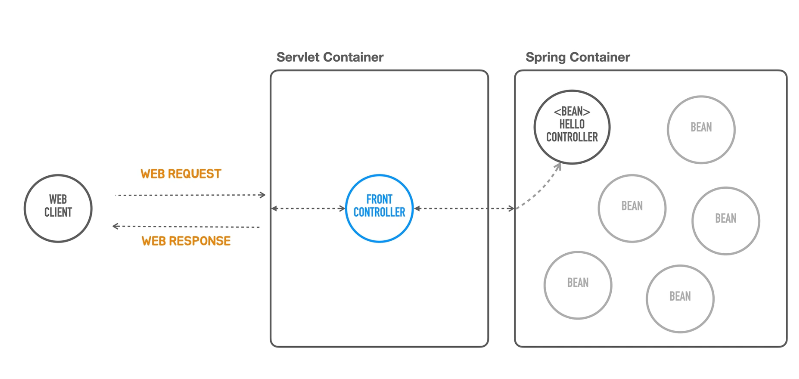 Servlet Container
Spring Container
WEB REQUEST
WEB
CLIENT
WEB RESPONSE
FRONT
CONTROLLER
<BEAN>
HELLO
CONTROLLER
BEAN
BEAN
BEAN
BEAN
BEAN